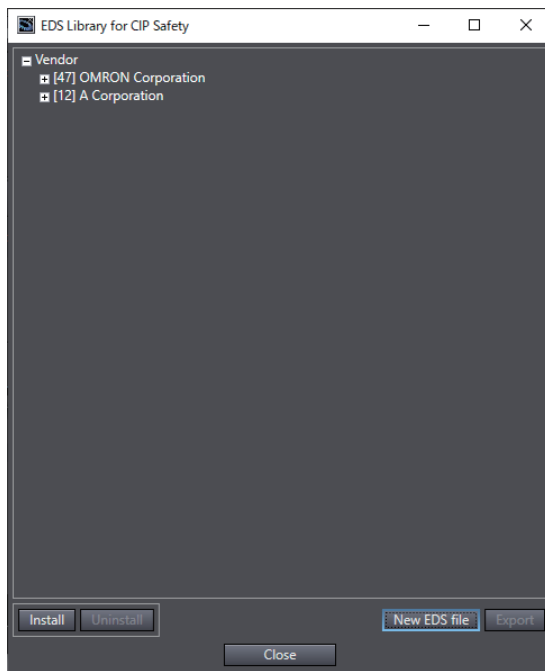 EDS Library for CIP Safety
Vendor
[47] OMRON Corporation
[12] A Corporation
Install Uninstall New EDS file Export
Close